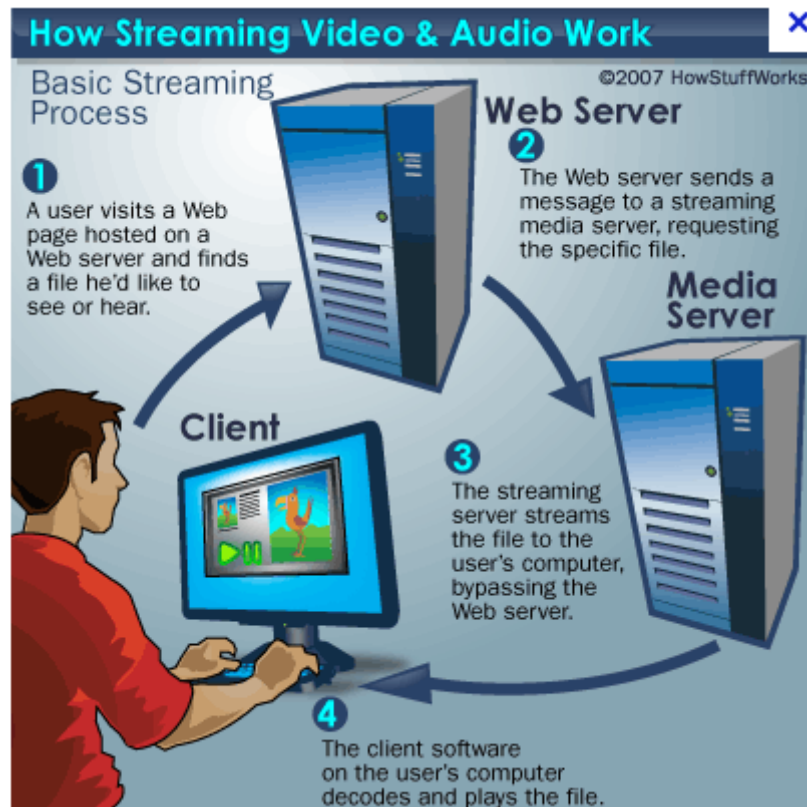 How Streaming Video & Audio Work
×
Basic Streaming
Process
©2007 HowStuffWorks
Web Server
1
A user visits a Web
page hosted on a
Web server and finds
a file he'd like to
see or hear.
2
The Web server sends a
message to a streaming
media server, requesting
the specific file.
Media
Server
Client
3
The streaming
server streams
the file to the
user's computer,
bypassing the
Web server.
4
The client software
on the user's computer
decodes and plays the file.